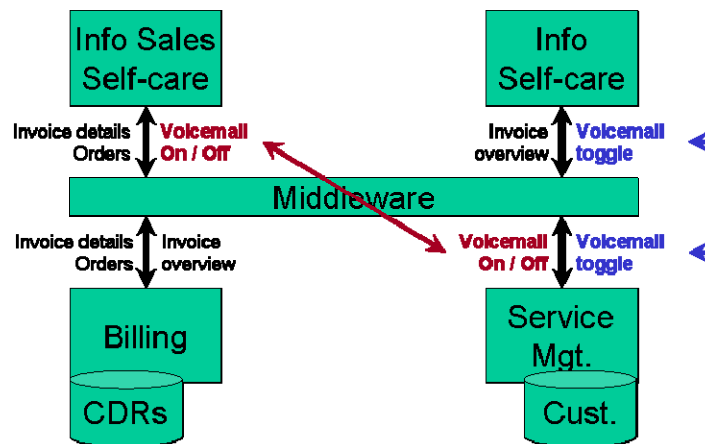 Info Sales
Self-care
Info
Self-care
Invoice details
Orders
Voicemail
On / Off
Invoice
overview
Voicemail
toggle
Middleware
Invoice details
Orders
Invoice
overview
Voicemail
On / Off
Voicemail
toggle
Billing
Service
Mgt.
CDRs
Cust.